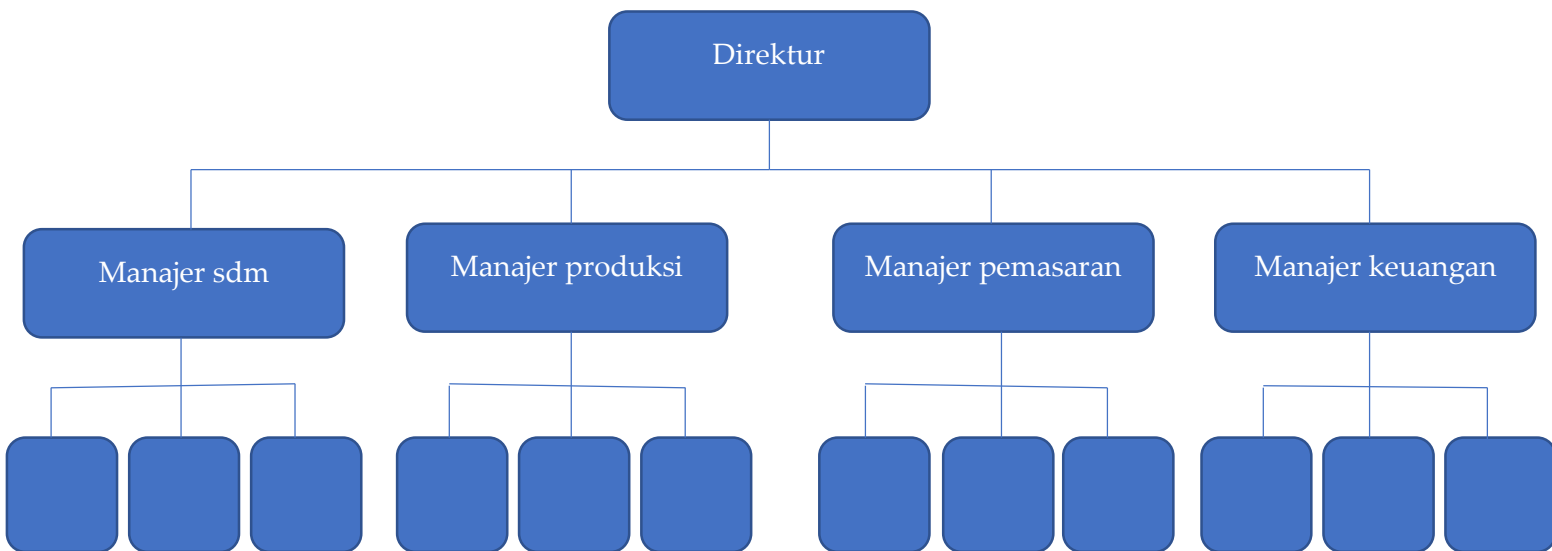 Direktur
Manajer sdm
Manajer produksi
Manajer pemasaran
Manajer keuangan